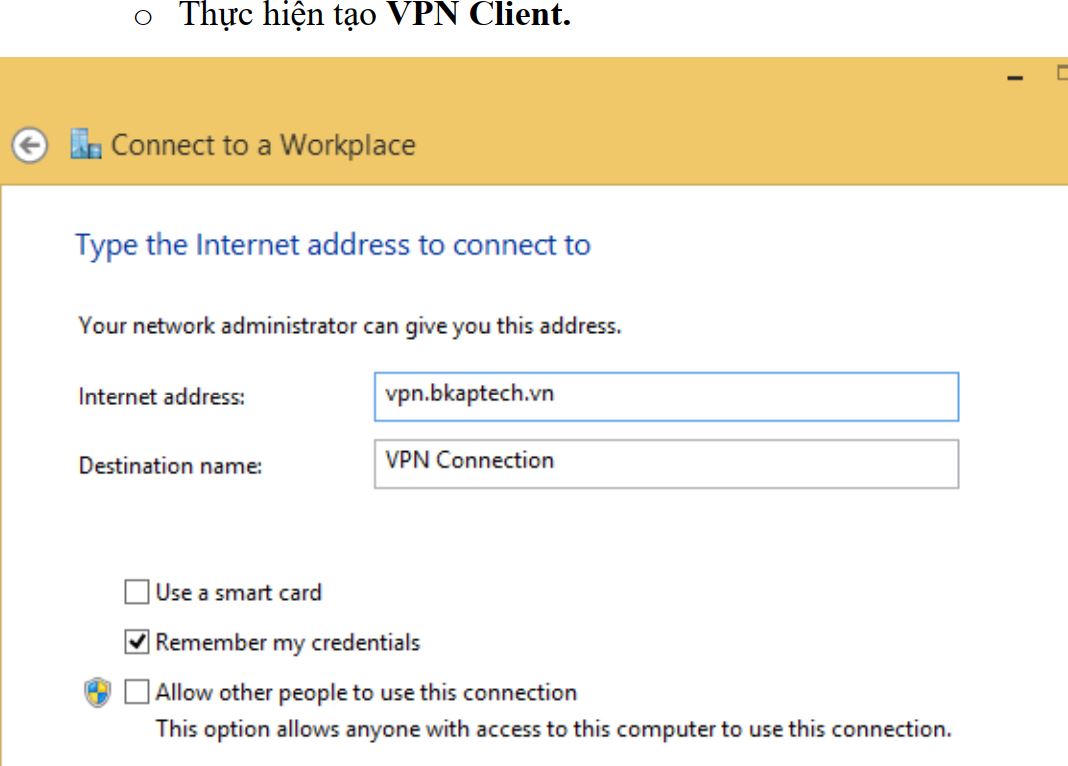 o Thực hiện tạo VPN Client.
Connect to a Workplace
Type the Internet address to connect to
Your network administrator can give you this address.
Internet address: vpn.bkaptech.vn
Destination name: VPN Connection
Use a smart card
Remember my credentials
Allow other people to use this connection
This option allows anyone with access to this computer to use this connection.